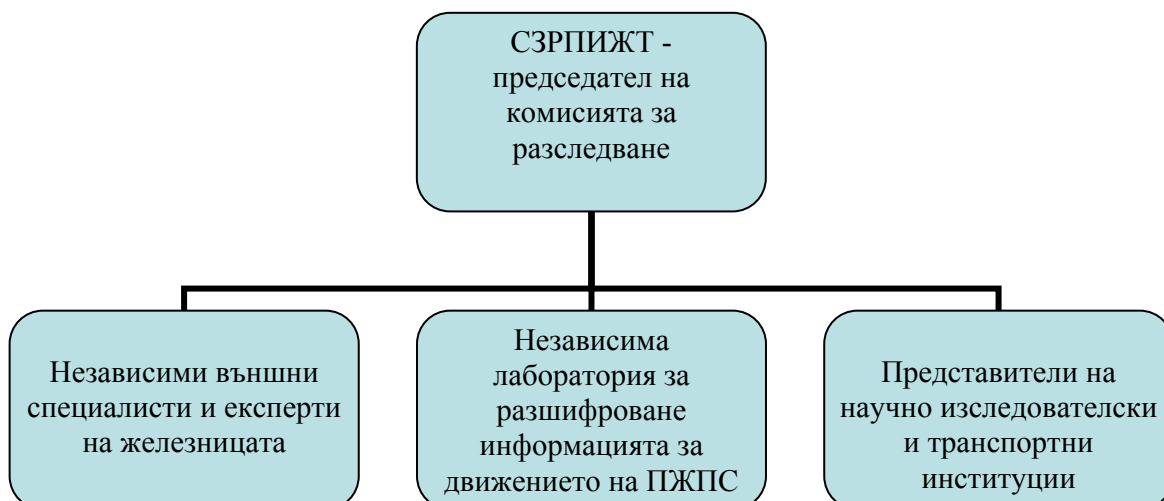 СЗРПИЖТ -
председател на
комисията за
разследване
Независими външни
специалисти и експерти
на железницата
Независима
лаборатория за
разшифроване
информацията за
движението на ПЖПС
Представители на
научно изследователски
и транспортни
институции